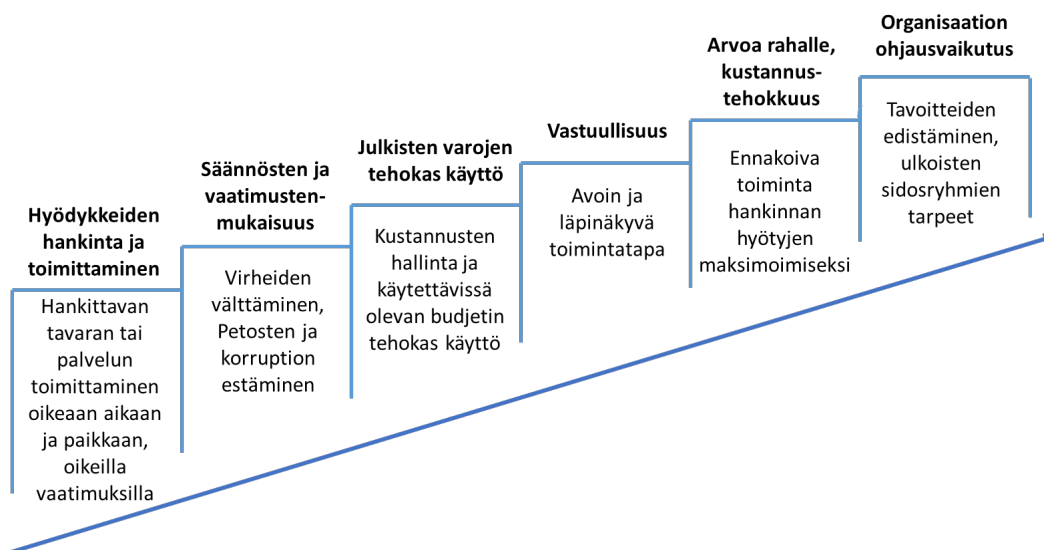 Hyödykkeiden
hankinta ja
toimittaminen
Hankittavan
tavaran tai
palvelun
toimittaminen
oikeaan aikaan
ja paikkaan,
oikeilla
vaatimuksilla
Säännösten ja
vaatimusten-
mukaisuus
Virheiden
välttäminen,
Petosten ja
korruption
estäminen
Julkisten varojen
tehokas käyttö
Kustannusten
hallinta ja
käytettävissä
olevan budjetin
tehokas käyttö
Vastuullisuus
Avoin ja
läpinäkyvä
toimintatapa
Arvoa rahalle,
kustannus-
tehokkuus
Ennakoiva
toiminta
hankinnan
hyötyjen
maksimoimiseksi
Organisaation
ohjausvaikutus
Tavoitteiden
edistäminen,
ulkoisten
sidosryhmien
tarpeet